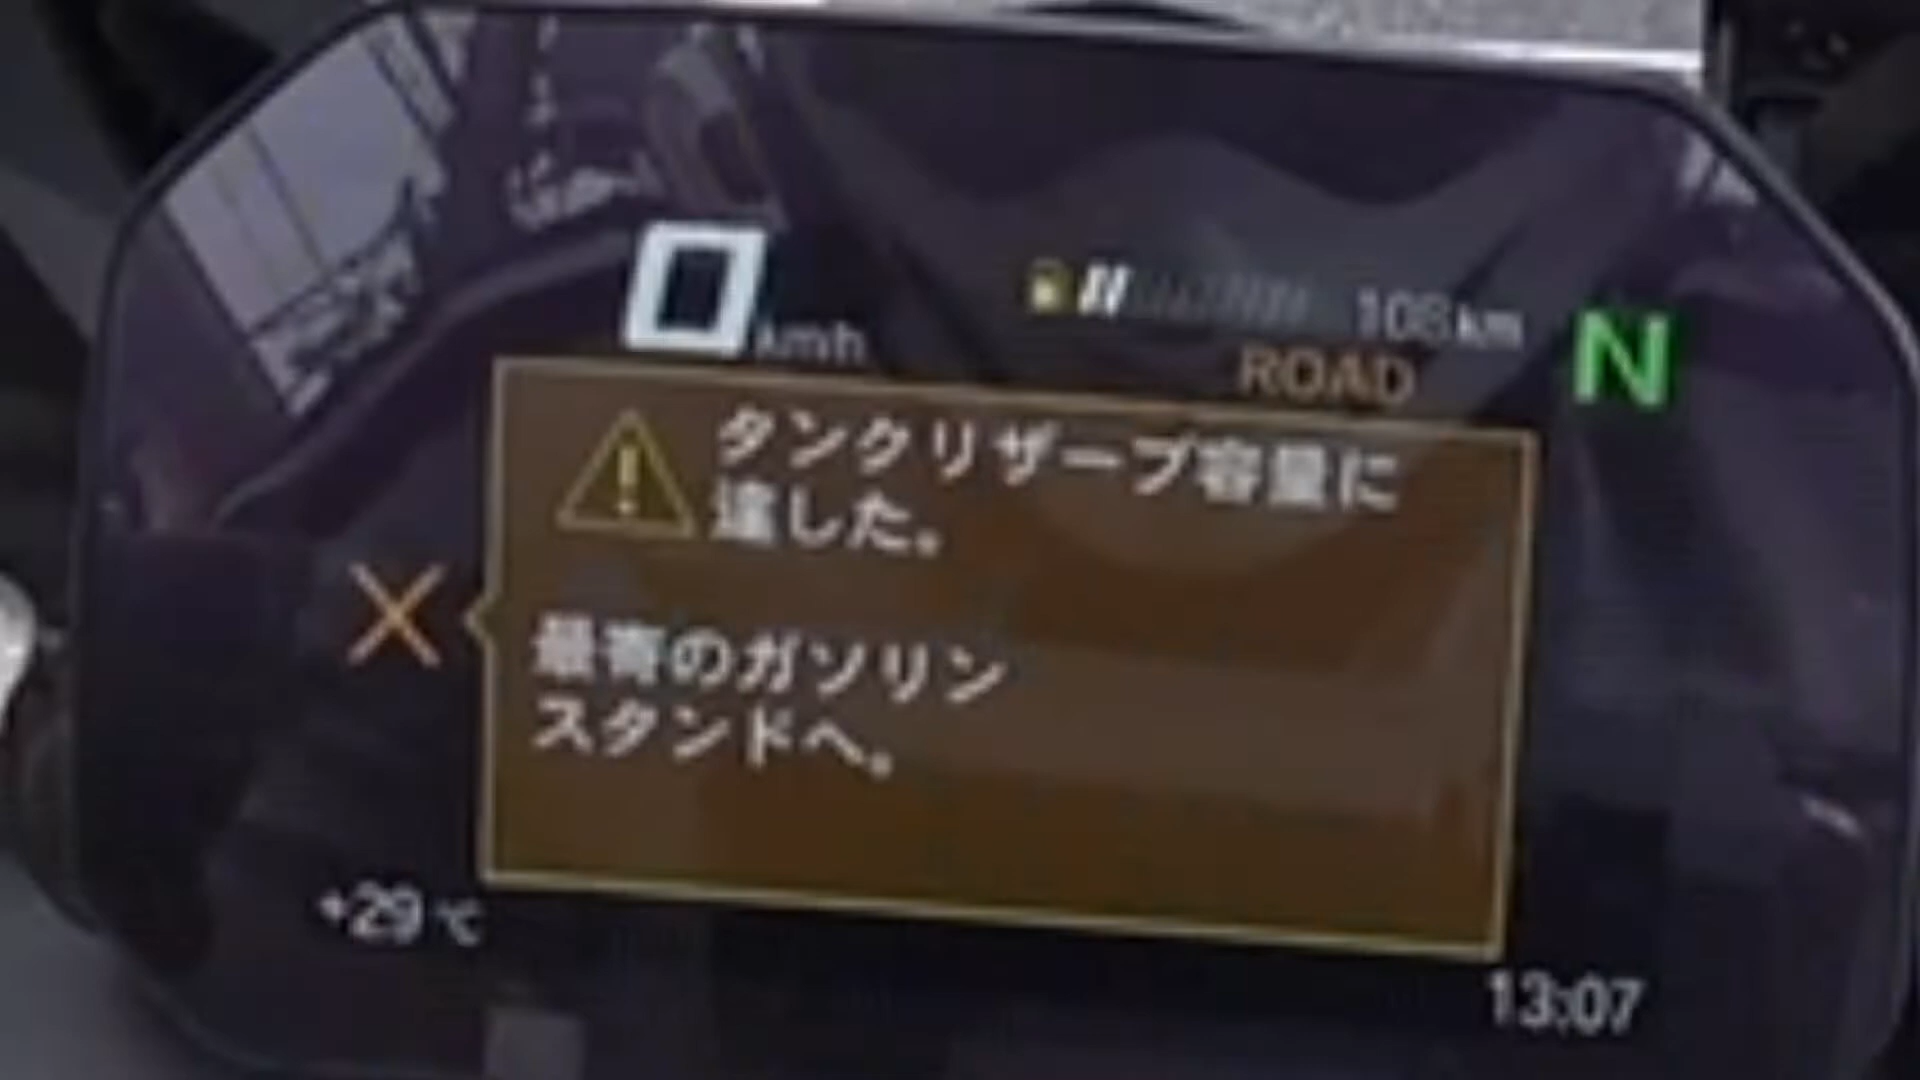 0 km/h
108 km
N
ROAD
タンクリザーブ容量に
達した。
最寄のガソリン
スタンドへ。
+29 ℃
13:07